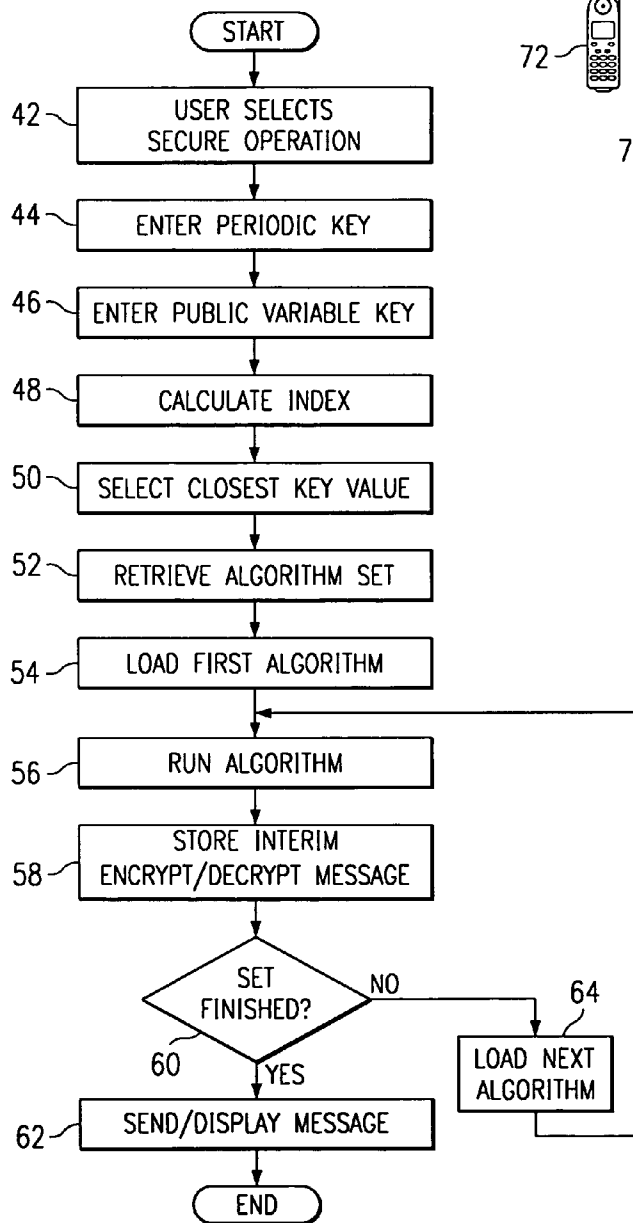 START
72
42
USER SELECTS
SECURE OPERATION
7
44
ENTER PERIODIC KEY
46
ENTER PUBLIC VARIABLE KEY
48
CALCULATE INDEX
50
SELECT CLOSEST KEY VALUE
52
RETRIEVE ALGORITHM SET
54
LOAD FIRST ALGORITHM
56
RUN ALGORITHM
58
STORE INTERIM
ENCRYPT/DECRYPT MESSAGE
SET
FINISHED?
NO
60
YES
64
LOAD NEXT
ALGORITHM
62
SEND/DISPLAY MESSAGE
END